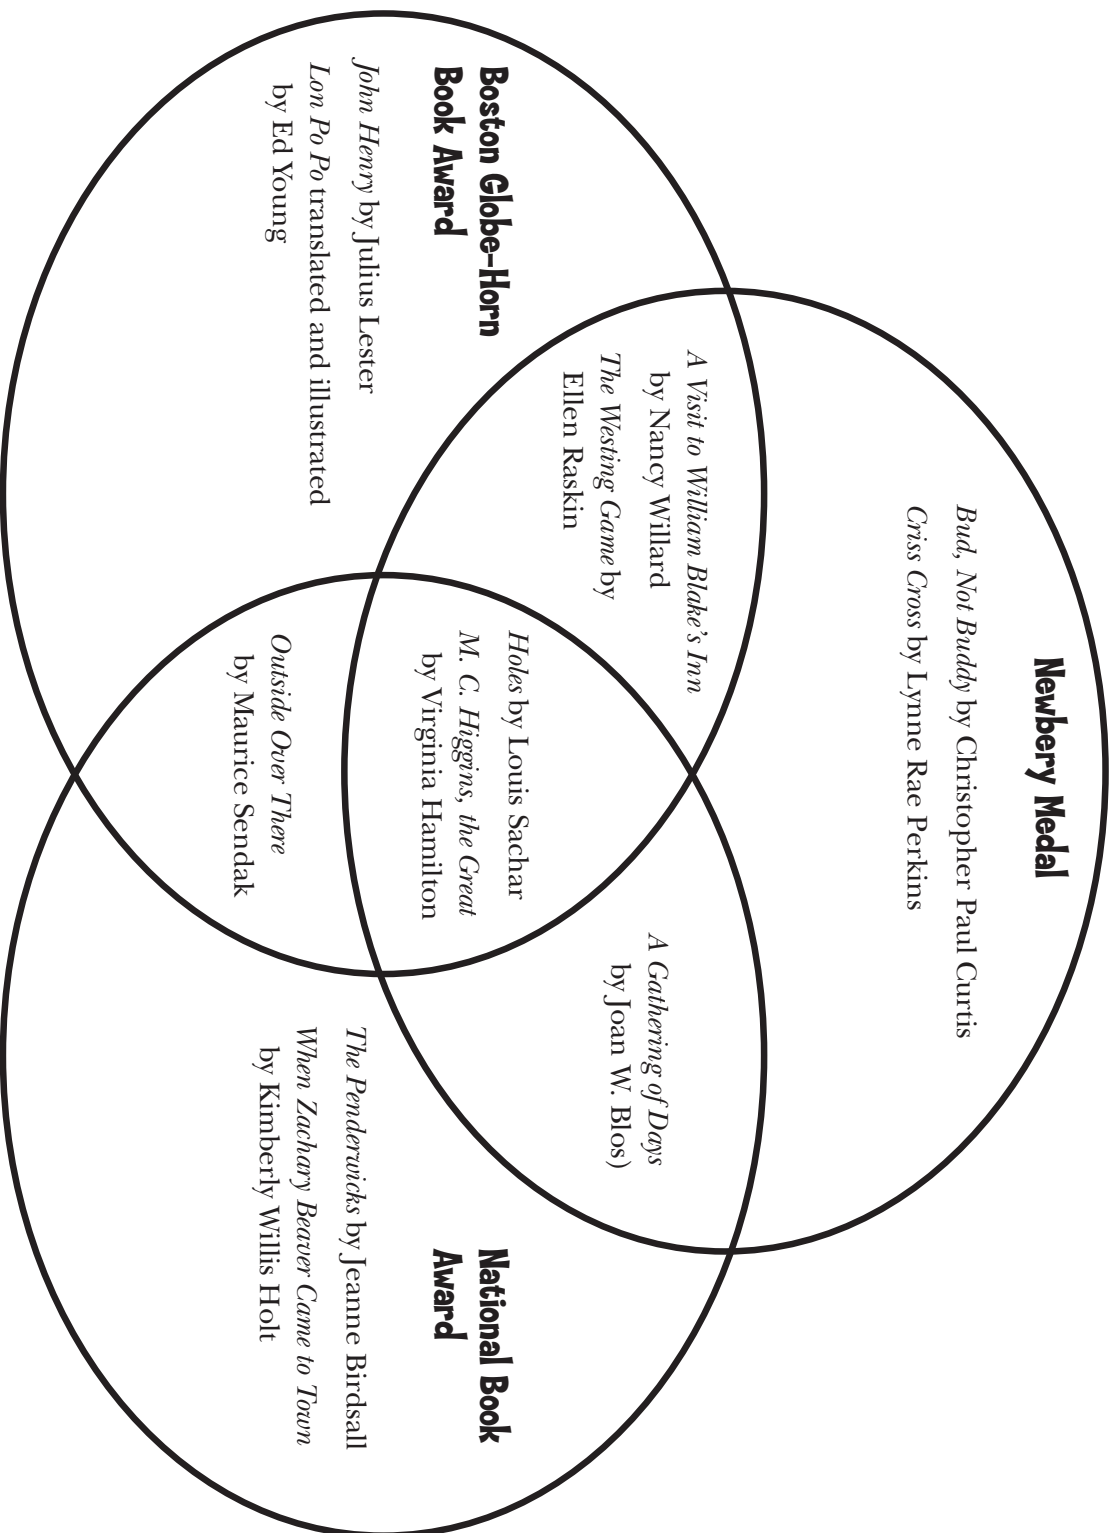 Newbery Medal
Bud, Not Buddy by Christopher Paul Curtis
Criss Cross by Lynne Rae Perkins
A Visit to William Blake's Inn
by Nancy Willard
The Westing Game by
Ellen Raskin
A Gathering of Days
by Joan W. Blos)
Holes by Louis Sachar
M. C. Higgins, the Great
by Virginia Hamilton
Boston Globe–Horn
Book Award
John Henry by Julius Lester
Lon Po Po translated and illustrated
by Ed Young
Outside Over There
by Maurice Sendak
National Book
Award
The Penderwicks by Jeanne Birdsall
When Zachary Beaver Came to Town
by Kimberly Willis Holt